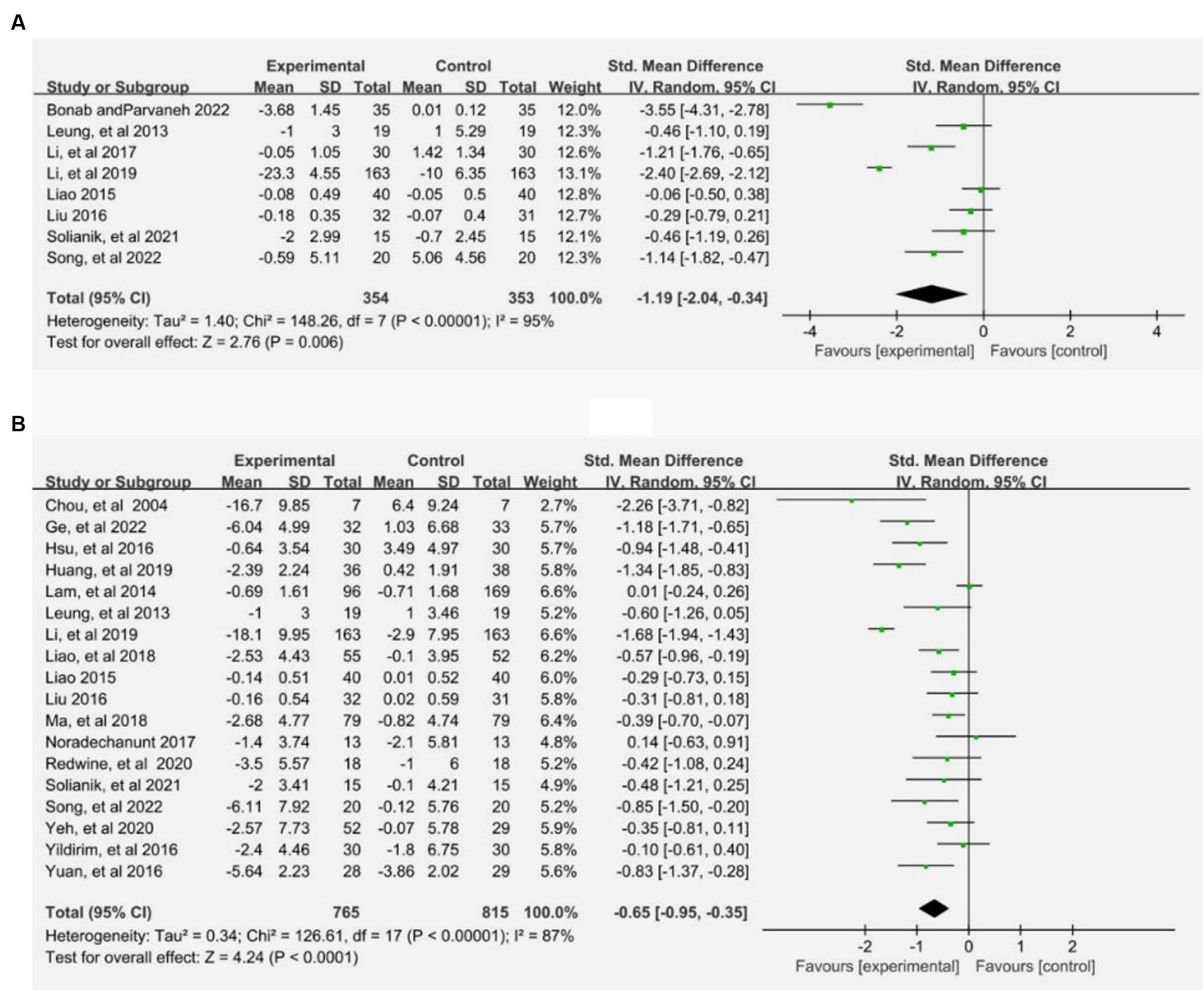 A
Experimental Control Std. Mean Difference Std. Mean Difference
Study or Subgroup Mean SD Total Mean SD Total Weight IV, Random, 95% CI IV, Random, 95% CI
Bonab andParvaneh 2022 -3.68 1.45 35 0.01 0.12 35 12.0% -3.55 [-4.31, -2.78]
Leung, et al 2013 -1 3 19 1 5.29 19 12.3% -0.46 [-1.10, 0.19]
Li, et al 2017 -0.05 1.05 30 1.42 1.34 30 12.6% -1.21 [-1.76, -0.65]
Li, et al 2019 -23.3 4.55 163 -10 6.35 163 13.1% -2.40 [-2.69, -2.12]
Liao 2015 -0.08 0.49 40 -0.05 0.5 40 12.8% -0.06 [-0.50, 0.38]
Liu 2016 -0.18 0.35 32 -0.07 0.4 31 12.7% -0.29 [-0.79, 0.21]
Solianik, et al 2021 -2 2.99 15 -0.7 2.45 15 12.1% -0.46 [-1.19, 0.26]
Song, et al 2022 -0.59 5.11 20 5.06 4.56 20 12.3% -1.14 [-1.82, -0.47]
Total (95% CI) 354 353 100.0% -1.19 [-2.04, -0.34]
Heterogeneity: Tau² = 1.40; Chi² = 148.26, df = 7 (P < 0.00001); I² = 95%
Test for overall effect: Z = 2.76 (P = 0.006)
-4 -2 0 2 4
Favours [experimental] Favours [control]
B
Experimental Control Std. Mean Difference Std. Mean Difference
Study or Subgroup Mean SD Total Mean SD Total Weight IV, Random, 95% CI IV, Random, 95% CI
Chou, et al 2004 -16.7 9.85 7 6.4 9.24 7 2.7% -2.26 [-3.71, -0.82]
Ge, et al 2022 -6.04 4.99 32 1.03 6.68 33 5.7% -1.18 [-1.71, -0.65]
Hsu, et al 2016 -0.64 3.54 30 3.49 4.97 30 5.7% -0.94 [-1.48, -0.41]
Huang, et al 2019 -2.39 2.24 36 0.42 1.91 38 5.8% -1.34 [-1.85, -0.83]
Lam, et al 2014 -0.69 1.61 96 -0.71 1.68 169 6.6% 0.01 [-0.24, 0.26]
Leung, et al 2013 -1 3 19 1 3.46 19 5.2% -0.60 [-1.26, 0.05]
Li, et al 2019 -18.1 9.95 163 -2.9 7.95 163 6.6% -1.68 [-1.94, -1.43]
Liao, et al 2018 -2.53 4.43 55 -0.1 3.95 52 6.2% -0.57 [-0.96, -0.19]
Liao 2015 -0.14 0.51 40 0.01 0.52 40 6.0% -0.29 [-0.73, 0.15]
Liu 2016 -0.16 0.54 32 0.02 0.59 31 5.8% -0.31 [-0.81, 0.18]
Ma, et al 2018 -2.68 4.77 79 -0.82 4.74 79 6.4% -0.39 [-0.70, -0.07]
Noradechanunt 2017 -1.4 3.74 13 -2.1 5.81 13 4.8% 0.14 [-0.63, 0.91]
Redwine, et al 2020 -3.5 5.57 18 -1 6 18 5.2% -0.42 [-1.08, 0.24]
Solianik, et al 2021 -2 3.41 15 -0.1 4.21 15 4.9% -0.48 [-1.21, 0.25]
Song, et al 2022 -6.11 7.92 20 -0.12 5.76 20 5.2% -0.85 [-1.50, -0.20]
Yeh, et al 2020 -2.57 7.73 52 -0.07 5.78 29 5.9% -0.35 [-0.81, 0.11]
Yildirim, et al 2016 -2.4 4.46 30 -1.8 6.75 30 5.8% -0.10 [-0.61, 0.40]
Yuan, et al 2016 -5.64 2.23 28 -3.86 2.02 29 5.6% -0.83 [-1.37, -0.28]
Total (95% CI) 765 815 100.0% -0.65 [-0.95, -0.35]
Heterogeneity: Tau² = 0.34; Chi² = 126.61, df = 17 (P < 0.00001); I² = 87%
Test for overall effect: Z = 4.24 (P < 0.0001)
-2 -1 0 1 2
Favours [experimental] Favours [control]